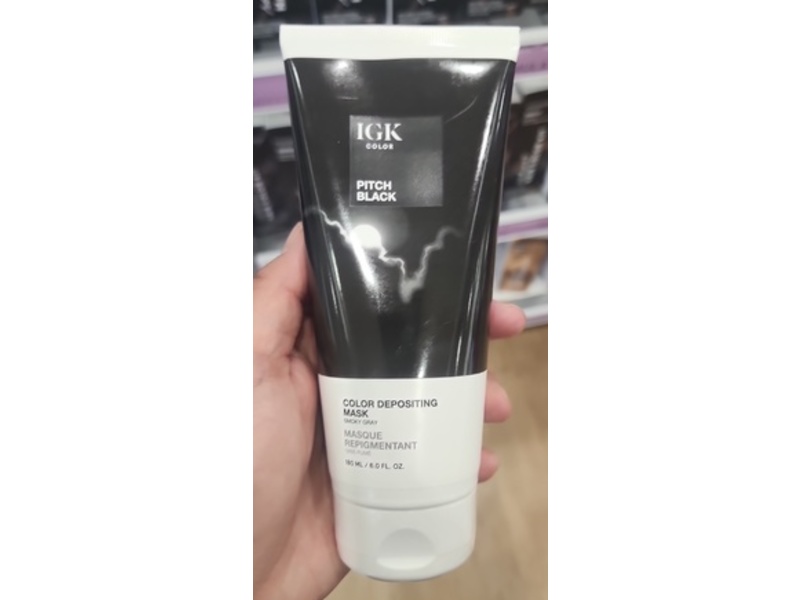 IGK
COLOR
PITCH
BLACK
COLOR DEPOSITING
MASK
SMOKY GRAY
MASQUE
REPIGMENTANT
180 ML / 6.0 FL. OZ.